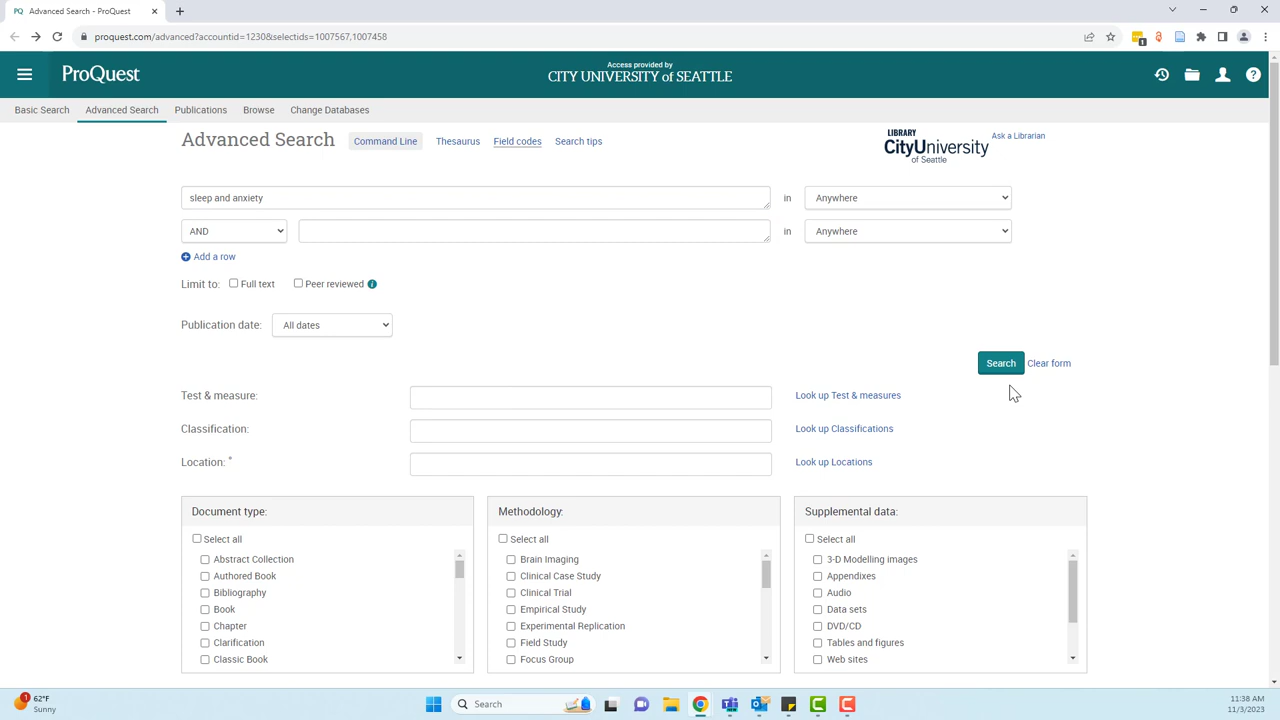 PQ Advanced Search - ProQuest
proquest.com/advanced?accountid=1230&selectids=1007567,1007458
1
ProQuest
Access provided by
CITY UNIVERSITY of SEATTLE
Basic Search
Advanced Search
Publications
Browse
Change Databases
Advanced Search
Command Line
Thesaurus
Field codes
Search tips
LIBRARY
CityUniversity
of Seattle
Ask a Librarian
sleep and anxiety
in
Anywhere
AND
in
Anywhere
Add a row
Limit to:
Full text
Peer reviewed
Publication date:
All dates
Search
Clear form
Test & measure:
Look up Test & measures
Classification:
Look up Classifications
Location: *
Look up Locations
Document type:
Select all
Abstract Collection
Authored Book
Bibliography
Book
Chapter
Clarification
Classic Book
Methodology:
Select all
Brain Imaging
Clinical Case Study
Clinical Trial
Empirical Study
Experimental Replication
Field Study
Focus Group
Supplemental data:
Select all
3-D Modelling images
Appendixes
Audio
Data sets
DVD/CD
Tables and figures
Web sites
1
62°F
Sunny
Search
11:38 AM
11/3/2023